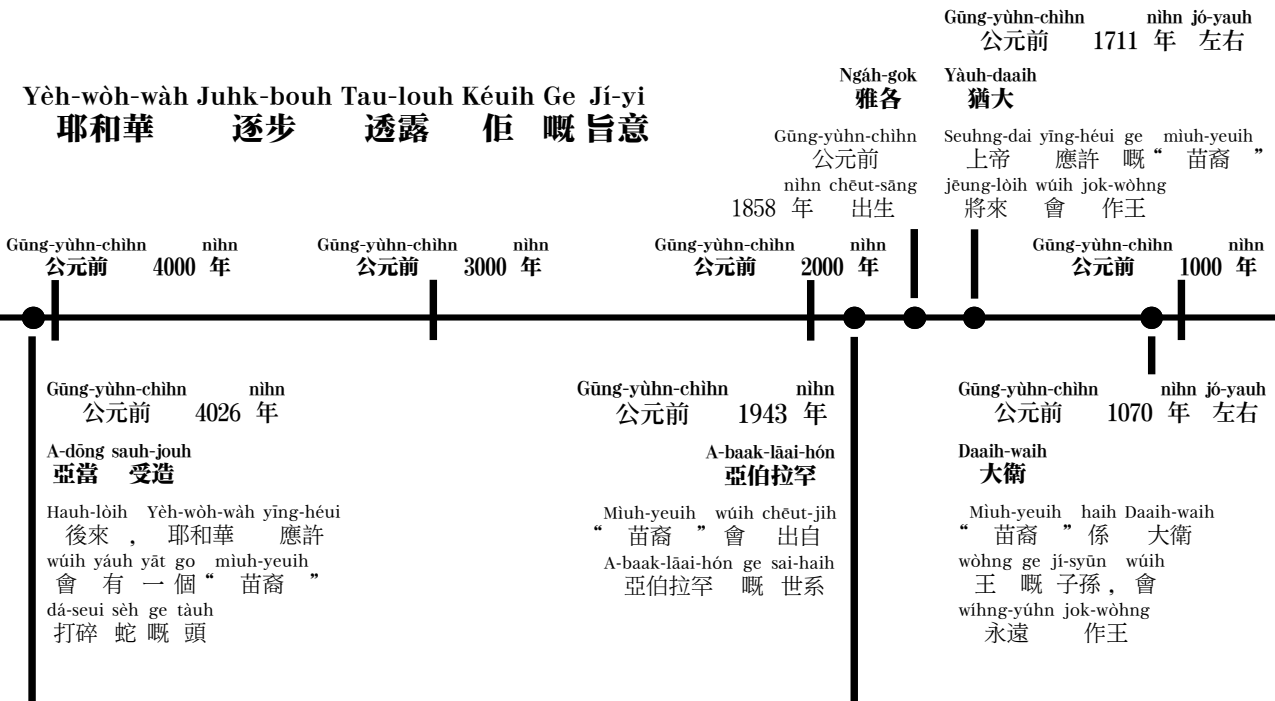 Yèh-wòh-wàh Juhk-bouh Tau-louh Kéuih Ge Jí-yi
耶和華 逐步 透露 佢 嘅 旨意
Gūng-yùhn-chìhn nìhn
公元前 4000 年
Gūng-yùhn-chìhn nìhn
公元前 3000 年
Gūng-yùhn-chìhn nìhn
公元前 2000 年
Gūng-yùhn-chìhn nìhn
公元前 1000 年
Gūng-yùhn-chìhn nìhn
公元前 4026 年
A-dōng sauh-jouh
亞當 受造
Hauh-lòih Yèh-wòh-wàh yīng-héui
後來 , 耶和華 應許
wúih yáuh yāt go mìuh-yeuih
會 有 一 個 “ 苗裔 ”
dá-seui sèh ge tàuh
打碎 蛇 嘅 頭
Gūng-yùhn-chìhn nìhn
公元前 1943 年
A-baak-lāai-hón
亞伯拉罕
Mìuh-yeuih wúih chēut-jih
“ 苗裔 ” 會 出自
A-baak-lāai-hón ge sai-haih
亞伯拉罕 嘅 世系
Ngáh-gok
雅各
Gūng-yùhn-chìhn
公元前
nìhn chēut-sāng
1858 年 出生
Gūng-yùhn-chìhn nìhn jó-yauh
公元前 1711 年 左右
Yàuh-daaih
猶大
Seuhng-dai yīng-héui ge mìuh-yeuih
上帝 應許 嘅 “ 苗裔 ”
jēung-lòih wúih jok-wòhng
將來 會 作王
Gūng-yùhn-chìhn nìhn jó-yauh
公元前 1070 年 左右
Daaih-waih
大衛
Mìuh-yeuih haih Daaih-waih
“ 苗裔 ” 係 大衛
wòhng ge jí-syūn wúih
王 嘅 子孫 , 會
wíhng-yúhn jok-wòhng
永遠 作王